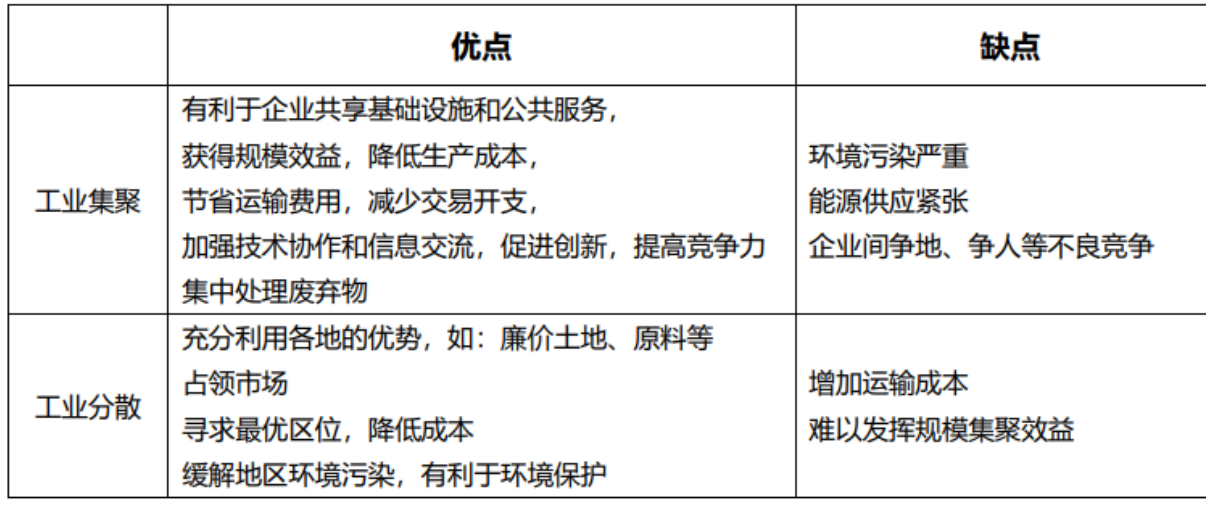 优点
缺点
工业集聚
有利于企业共享基础设施和公共服务，
获得规模效益，降低生产成本，
节省运输费用，减少交易开支，
加强技术协作和信息交流，促进创新，提高竞争力
集中处理废弃物
环境污染严重
能源供应紧张
企业间争地、争人等不良竞争
工业分散
充分利用各地的优势，如：廉价土地、原料等
占领市场
寻求最优区位，降低成本
缓解地区环境污染，有利于环境保护
增加运输成本
难以发挥规模集聚效益